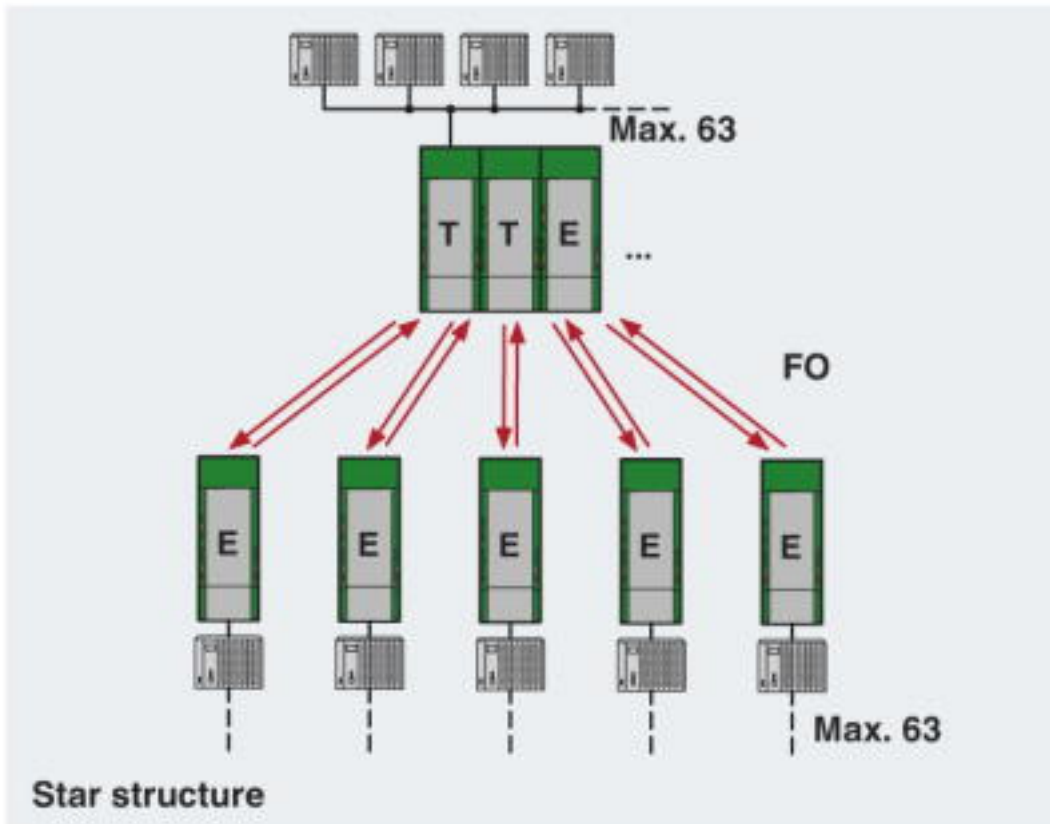 Max. 63
T T E
...
FO
E E E E E
Max. 63
Star structure